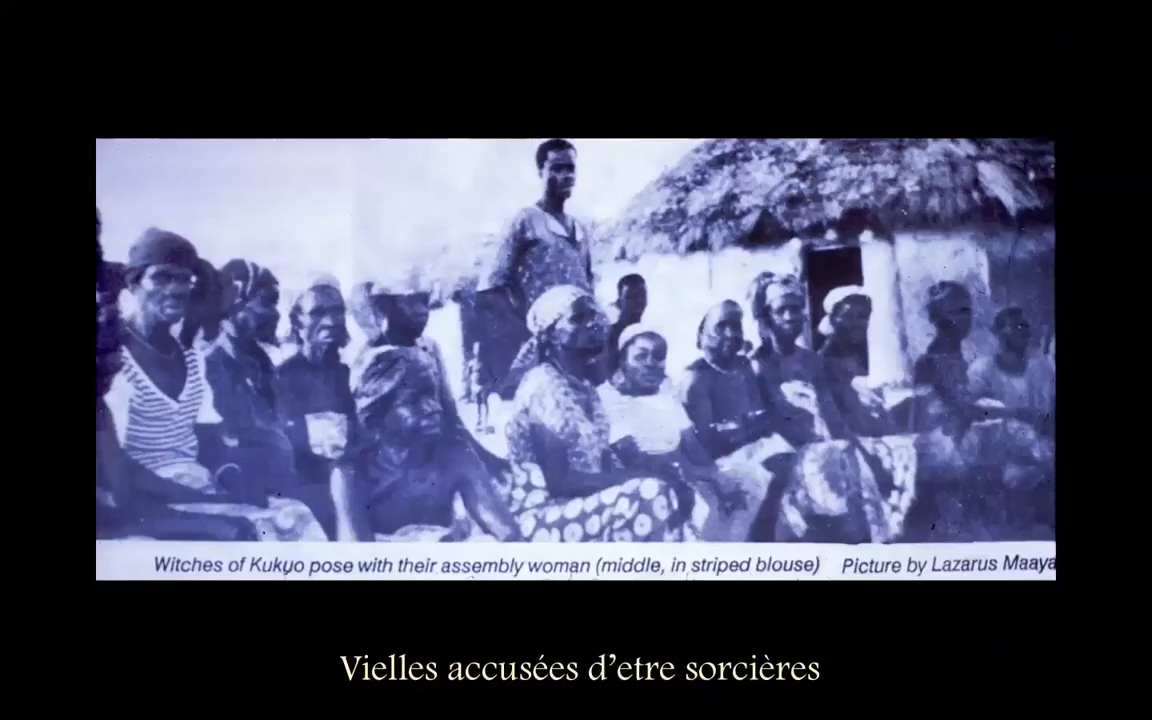 Witches of Kukuo pose with their assembly woman (middle, in striped blouse) Picture by Lazarus Maaya
Vielles accusées d'etre sorcières